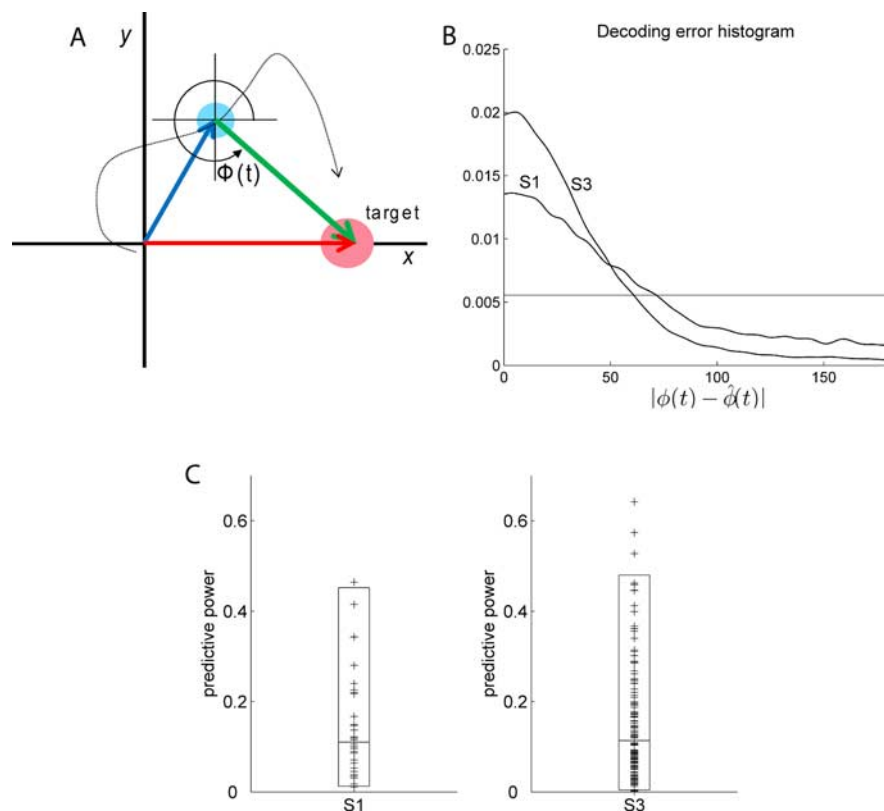 A
y
Φ(t)
target
x
B
Decoding error histogram
0.025
0.02
0.015
0.01
0.005
0
S1
S3
0 50 100 150
|ϕ(t) − ϕ̂(t)|
C
predictive power
0.6
0.4
0.2
0
S1
predictive power
0.6
0.4
0.2
0
S3